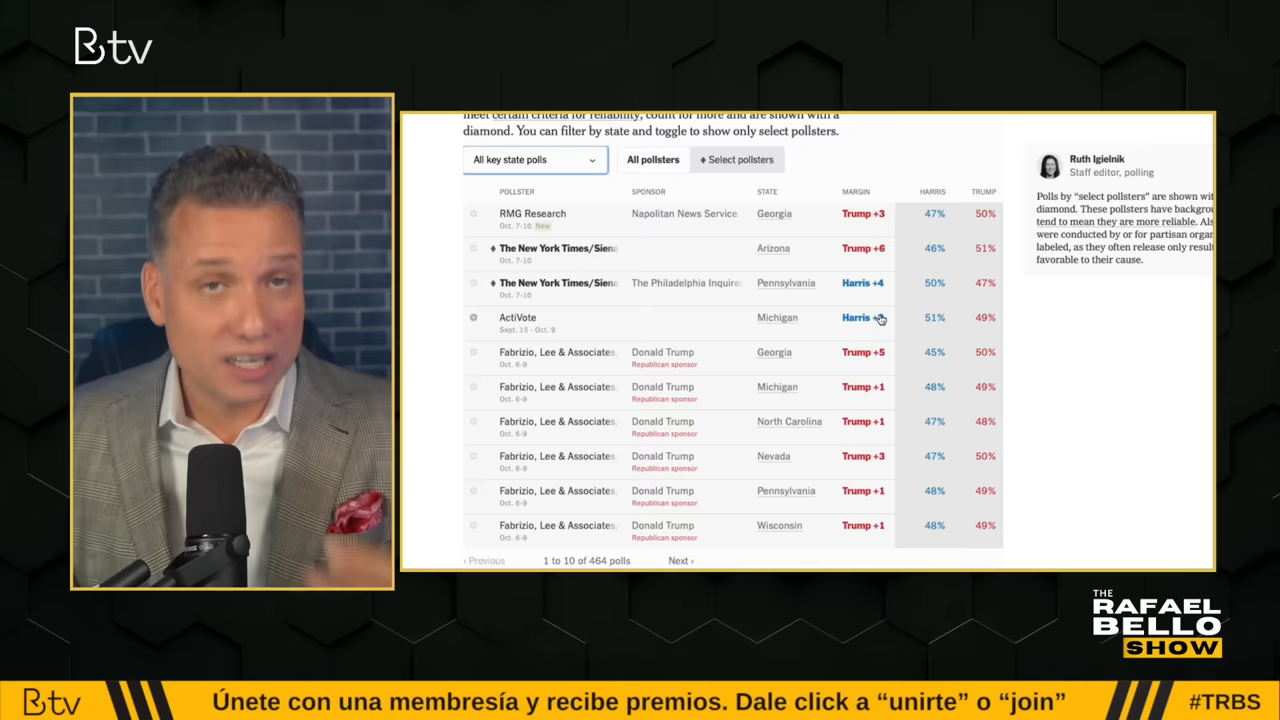 Btv
meet certain criteria for reliability, count for more and are shown with a
diamond. You can filter by state and toggle to show only select pollsters.
All key state polls
All pollsters
♦ Select pollsters
POLLSTER SPONSOR STATE MARGIN HARRIS TRUMP
RMG Research Napolitan News Service Georgia Trump +3 47% 50%
Oct. 7-10 New
♦ The New York Times/Siena Arizona Trump +6 46% 51%
Oct. 7-10
♦ The New York Times/Siena The Philadelphia Inquirer Pennsylvania Harris +4 50% 47%
Oct. 7-10
ActiVote Michigan Harris 51% 49%
Sept. 15 - Oct. 9
Fabrizio, Lee & Associates, Donald Trump Georgia Trump +5 45% 50%
Oct. 6-9 Republican sponsor
Fabrizio, Lee & Associates, Donald Trump Michigan Trump +1 48% 49%
Oct. 6-9 Republican sponsor
Fabrizio, Lee & Associates, Donald Trump North Carolina Trump +1 47% 48%
Oct. 6-9 Republican sponsor
Fabrizio, Lee & Associates, Donald Trump Nevada Trump +3 47% 50%
Oct. 6-9 Republican sponsor
Fabrizio, Lee & Associates, Donald Trump Pennsylvania Trump +1 48% 49%
Oct. 6-9 Republican sponsor
Fabrizio, Lee & Associates, Donald Trump Wisconsin Trump +1 48% 49%
Oct. 6-9 Republican sponsor
‹ Previous 1 to 10 of 464 polls Next ›
Ruth Igielnik
Staff editor, polling
Polls by “select pollsters” are shown
diamond. These pollsters have
tend to mean they are more reliable.
were conducted by or for partisan
labeled, as they often release only
favorable to their cause.
THE
RAFAEL
BELLO
SHOW
Btv Únete con una membresía y recibe premios. Dale click a “unirte” o “join” #TRBS